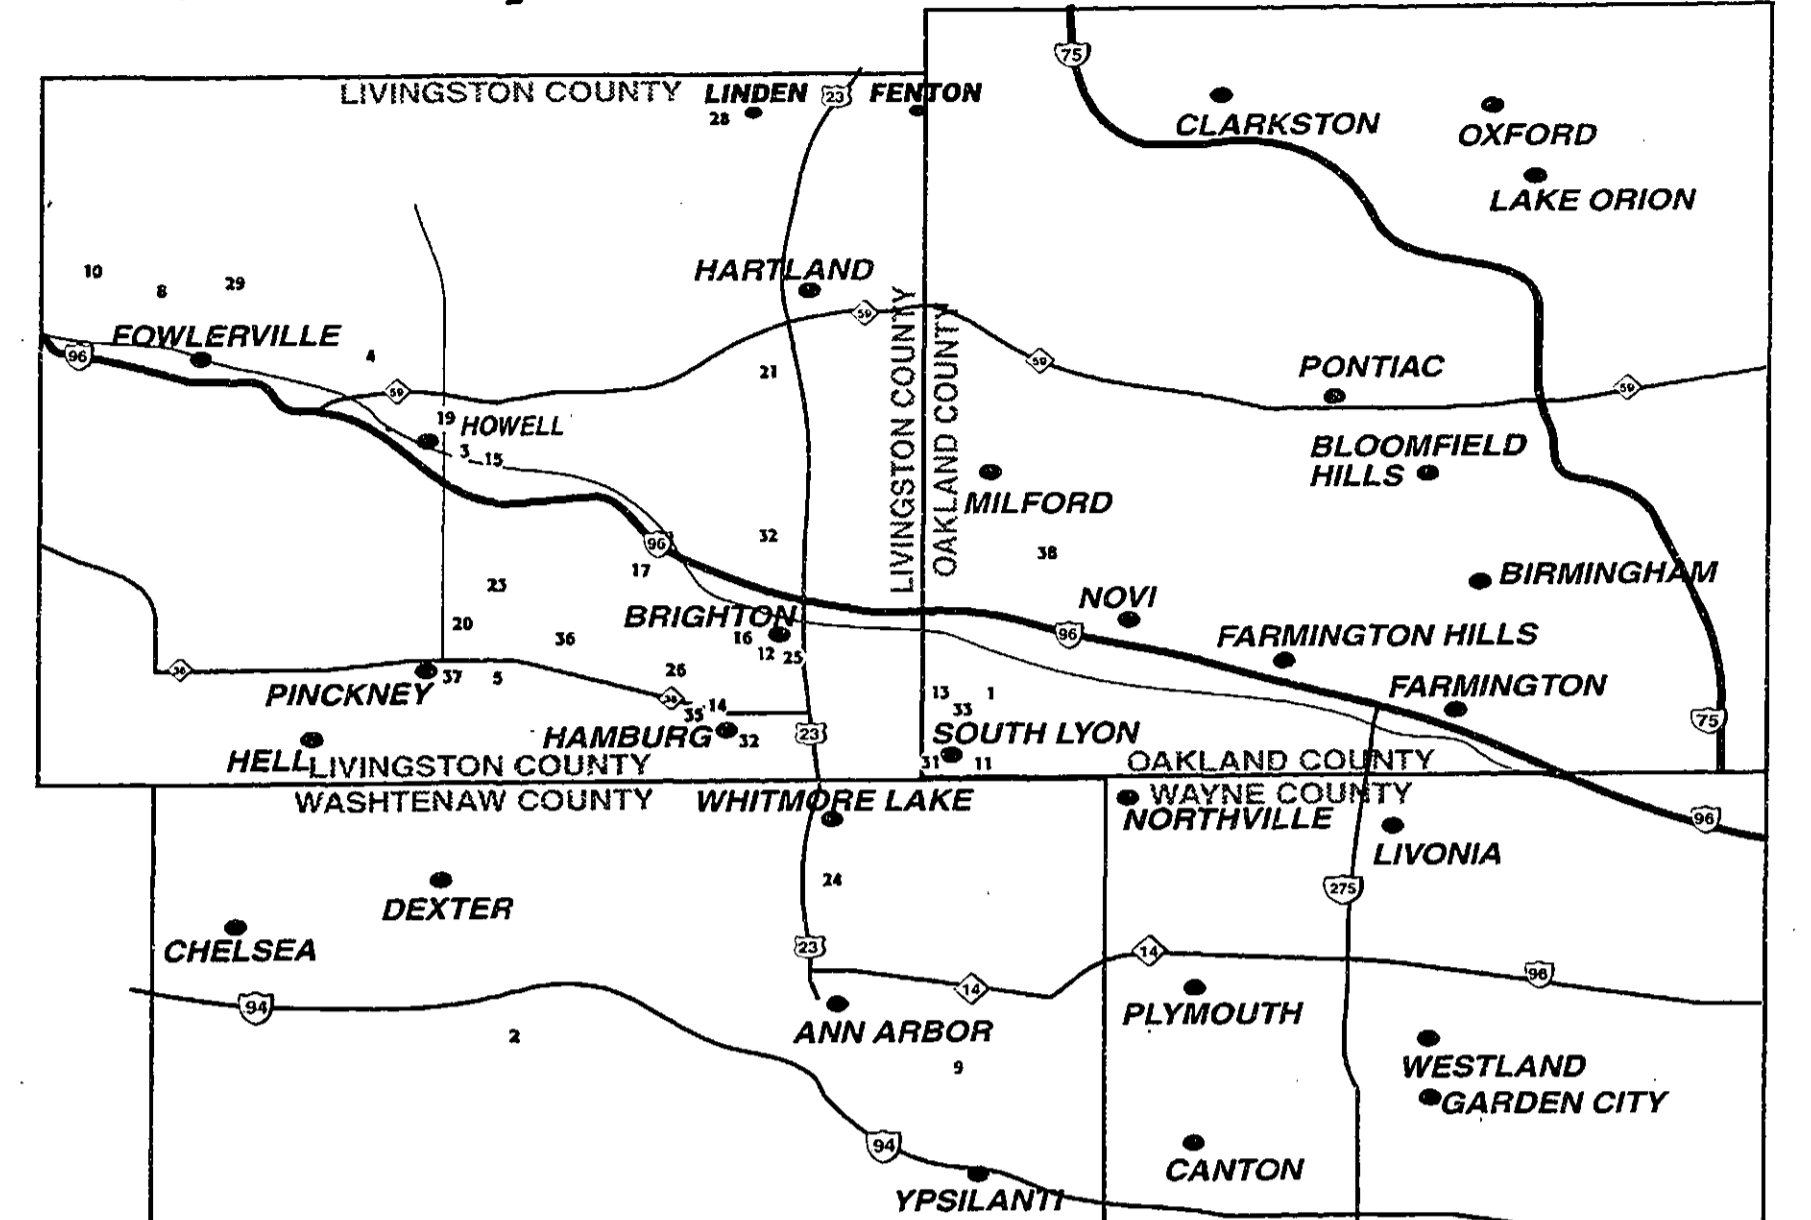 75
LIVINGSTON COUNTY LINDEN 23 FENTON
28
CLARKSTON
OXFORD
LAKE ORION
10
8
29
HARTLAND
59
LIVINGSTON COUNTY
OAKLAND COUNTY
FOWLERVILLE
96
4
59
21
59
PONTIAC
59
19 HOWELL
3 15
BLOOMFIELD
HILLS
MILFORD
32
96
17
38
23
BIRMINGHAM
BRIGHTON
NOVI
96
20
36
16
12 25
26
FARMINGTON HILLS
FARMINGTON
36
PINCKNEY 37 5
36
35 14
13 1
33
75
HAMBURG 32
23
SOUTH LYON
HELL
LIVINGSTON COUNTY
31 11
OAKLAND COUNTY
WASHTENAW COUNTY
WHITMORE LAKE
WAYNE COUNTY
NORTHVILLE
96
LIVONIA
24
275
DEXTER
CHELSEA
23
14
14
96
94
PLYMOUTH
ANN ARBOR
2
9
WESTLAND
GARDEN CITY
94
CANTON
YPSILANTI